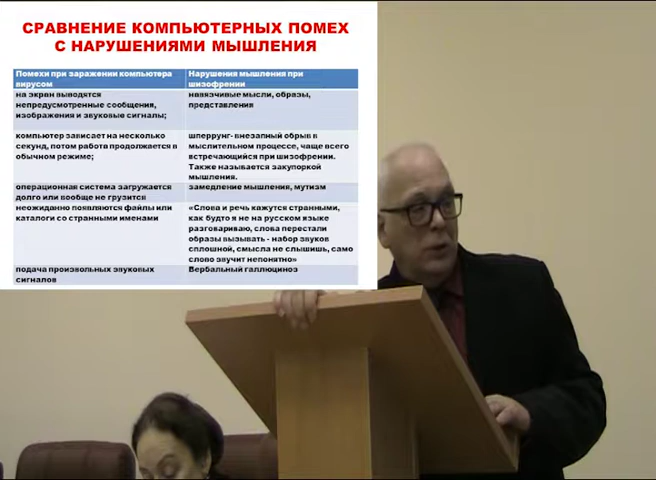 СРАВНЕНИЕ КОМПЬЮТЕРНЫХ ПОМЕХ
С НАРУШЕНИЯМИ МЫШЛЕНИЯ
Помехи при заражении компьютера
вирусом
Нарушения мышления при
шизофрении
на экран выводятся
непредусмотренные сообщения,
изображения и звуковые сигналы;
навязчивые мысли, образы,
представления
компьютер зависает на несколько
секунд, потом работа продолжается в
обычном режиме;
шперрунг- внезапный обрыв в
мыслительном процессе, чаще всего
встречающийся при шизофрении.
Также называется закупоркой
мышления.
операционная система загружается
долго или вообще не грузится
замедление мышления, мутизм
неожиданно появляются файлы или
каталоги со странными именами
«Слова и речь кажутся странными,
как будто я не на русском языке
разговариваю, слова перестали
образы вызывать - набор звуков
сплошной, смысла не слышишь, само
слово звучит непонятно»
подача произвольных звуковых
сигналов
Вербальный галлюциноз